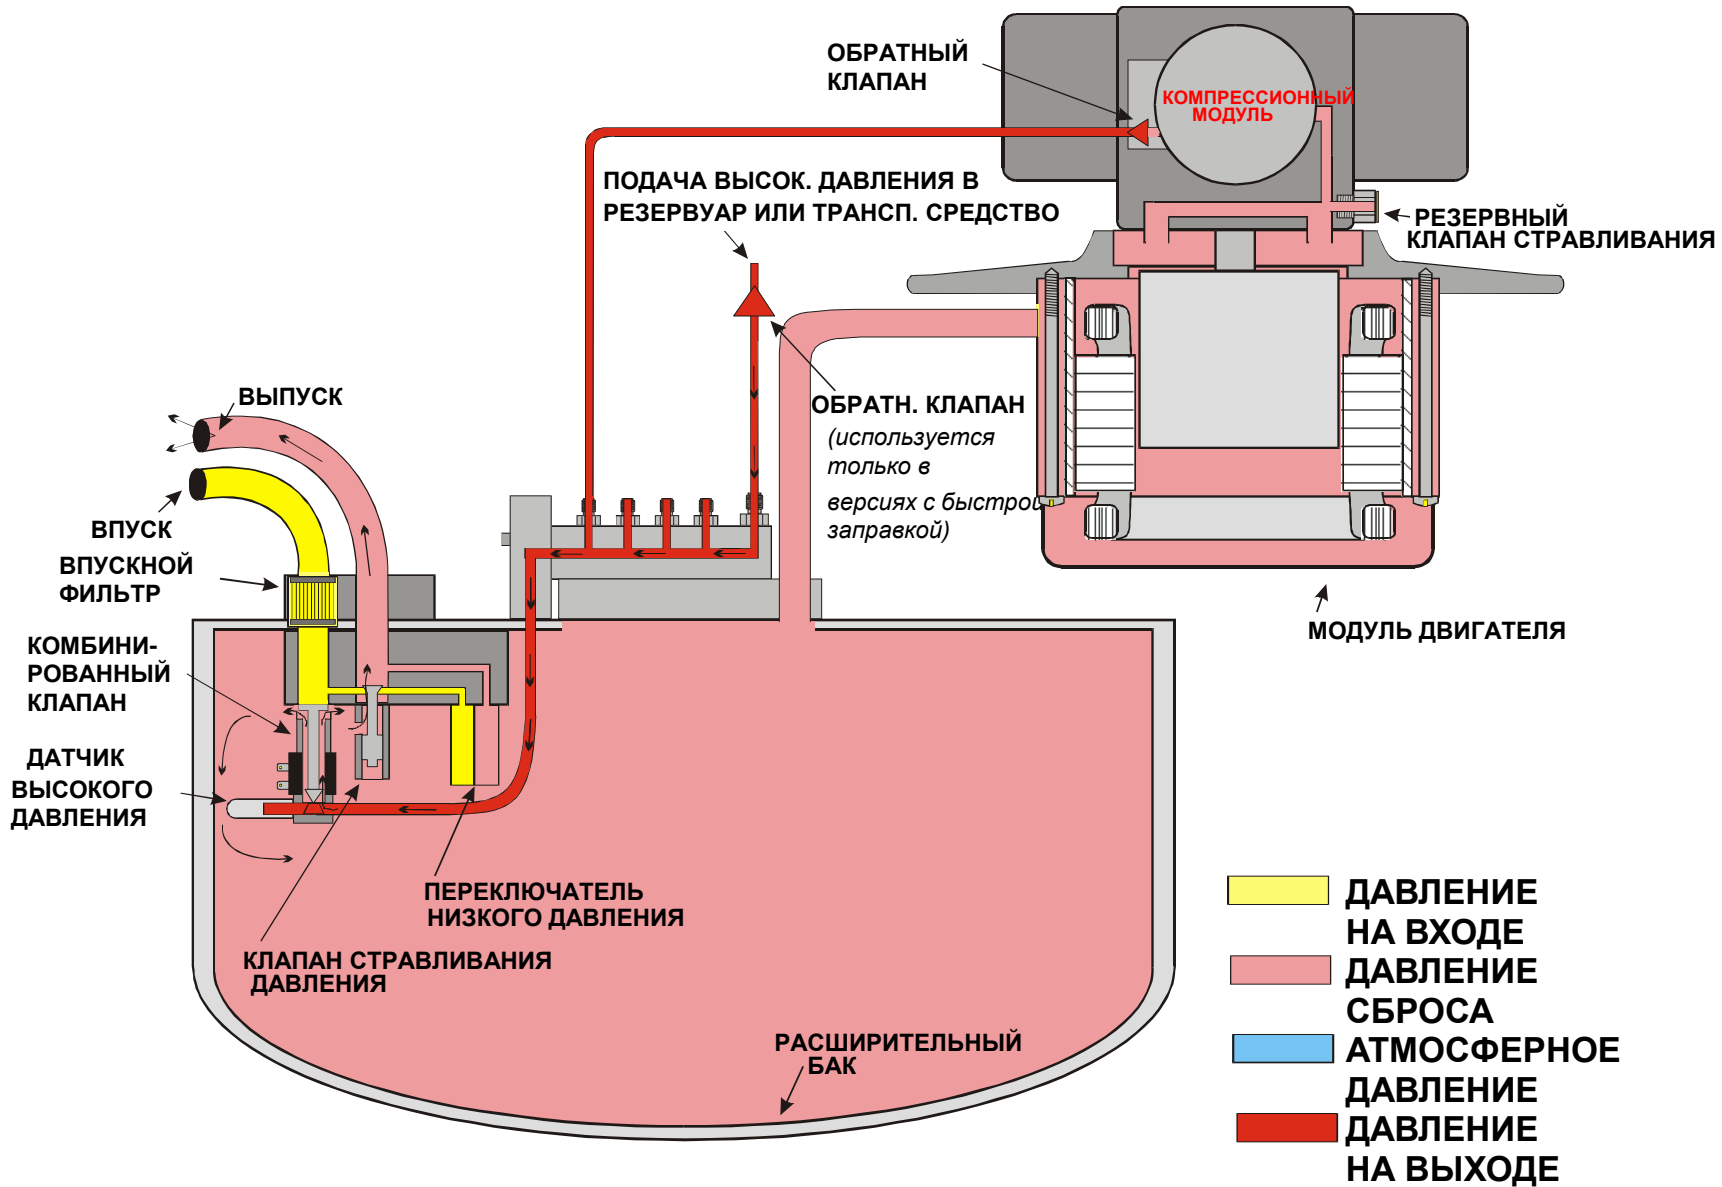 ОБРАТНЫЙ
КЛАПАН
КОМПРЕССИОННЫЙ
МОДУЛЬ
ПОДАЧА ВЫСОК. ДАВЛЕНИЯ В
РЕЗЕРВУАР ИЛИ ТРАНСП. СРЕДСТВО
РЕЗЕРВНЫЙ
КЛАПАН СТРАВЛИВАНИЯ
ВЫПУСК
ОБРАТН. КЛАПАН
(используется
только в
версиях с быстрой
заправкой)
ВПУСК
ВПУСКНОЙ
ФИЛЬТР
МОДУЛЬ ДВИГАТЕЛЯ
КОМБИНИ-
РОВАННЫЙ
КЛАПАН
ДАТЧИК
ВЫСОКОГО
ДАВЛЕНИЯ
ПЕРЕКЛЮЧАТЕЛЬ
НИЗКОГО ДАВЛЕНИЯ
КЛАПАН СТРАВЛИВАНИЯ
ДАВЛЕНИЯ
РАСШИРИТЕЛЬНЫЙ
БАК
ДАВЛЕНИЕ
НА ВХОДЕ
ДАВЛЕНИЕ
СБРОСА
АТМОСФЕРНОЕ
ДАВЛЕНИЕ
ДАВЛЕНИЕ
НА ВЫХОДЕ